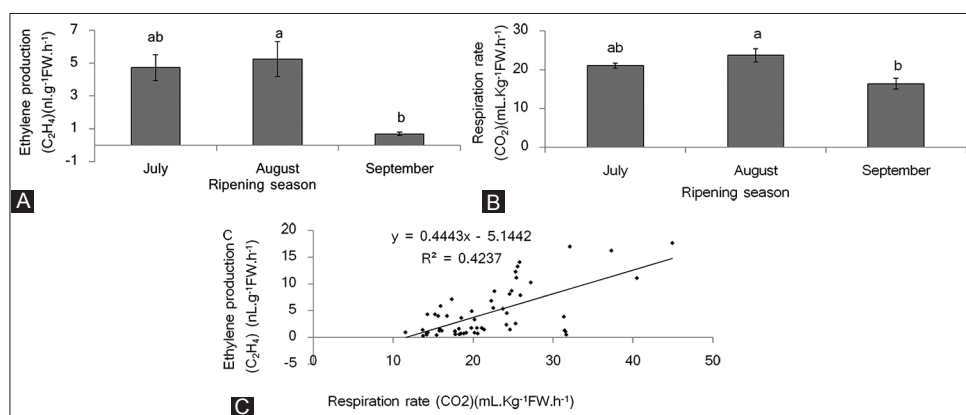 Ethylene production
(C₂H₄)(nl.g⁻¹FW.h⁻¹)
7
5
3
1
-1
ab
a
b
July
August
September
Ripening season
A
Respiration rate
(CO₂)(mL.Kg⁻¹FW.h⁻¹)
30
20
10
0
ab
a
b
July
August
September
Ripening season
B
Ethylene production C
(C₂H₄) (nL.g⁻¹FW.h⁻¹)
20
15
10
5
0
-5
y = 0.4443x - 5.1442
R² = 0.4237
0
10
20
30
40
50
Respiration rate (CO2)(mL.Kg⁻¹FW.h⁻¹)
C